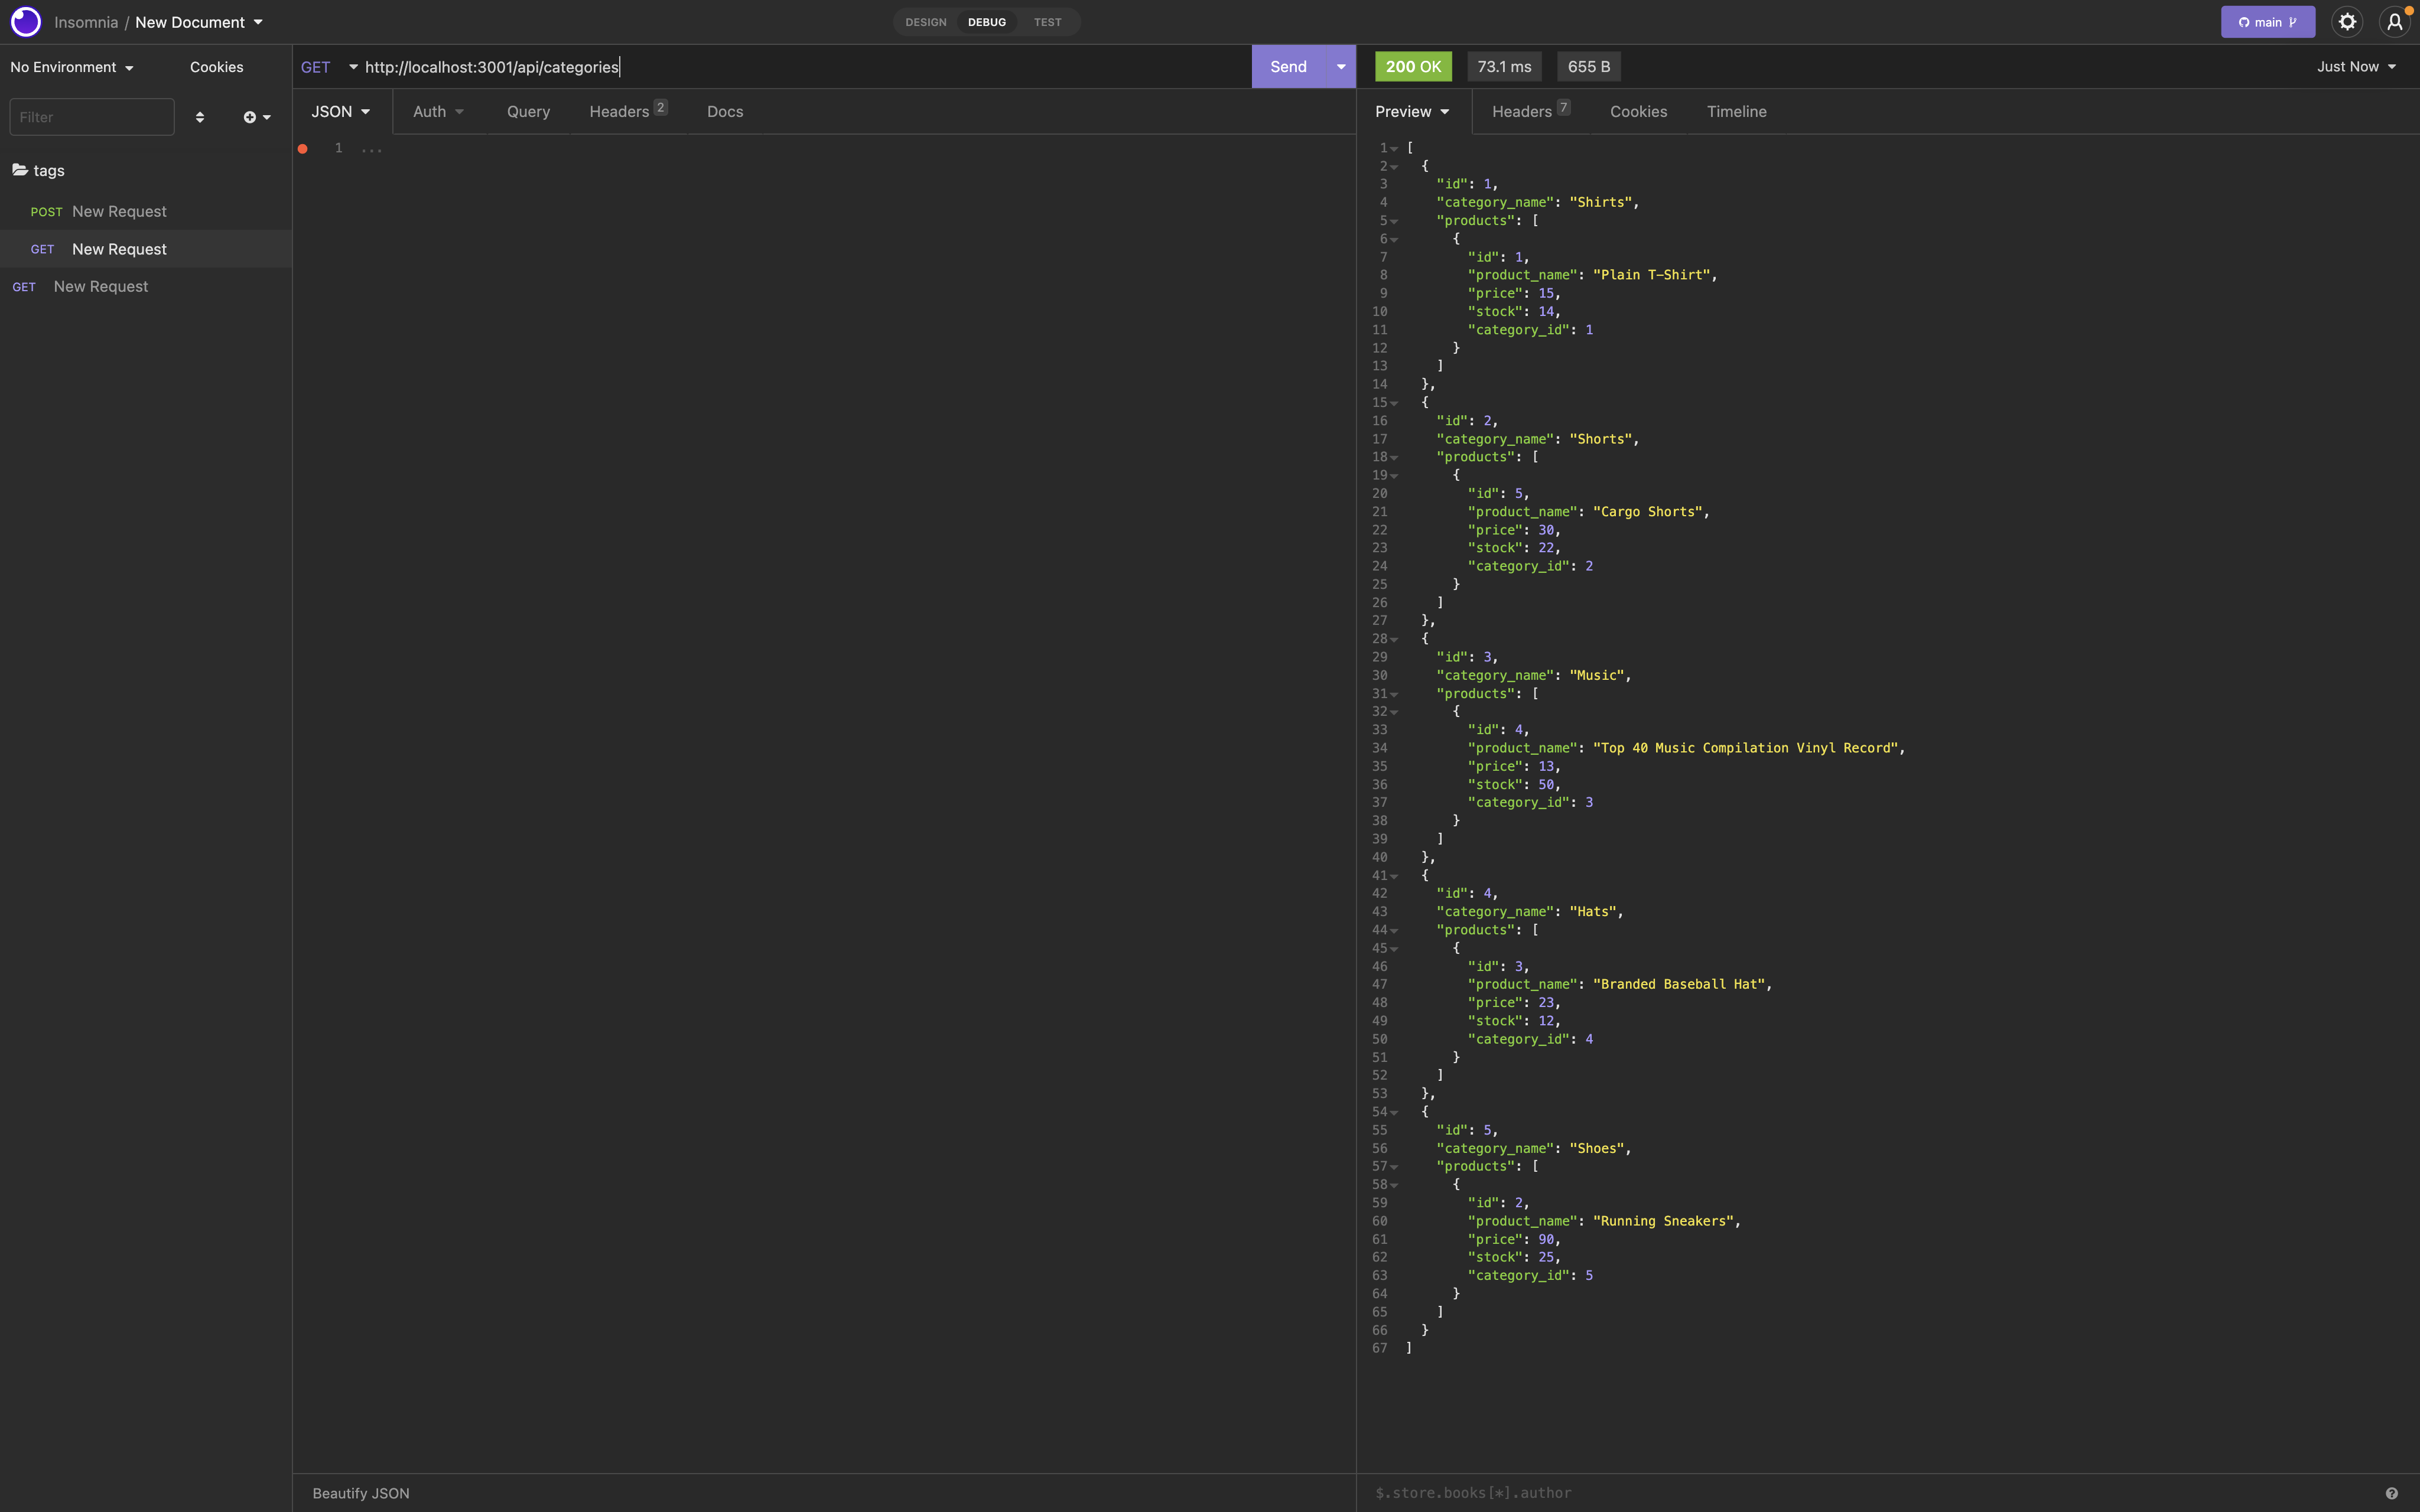 Insomnia / New Document
DESIGN DEBUG TEST
main
No Environment Cookies
GET http://localhost:3001/api/categories
Send
200 OK 73.1 ms 655 B
Just Now
Filter
JSON Auth Query Headers 2 Docs
Preview Headers 7 Cookies Timeline
tags
POST New Request
GET New Request
GET New Request
1 ...
1 [
2 {
3 "id": 1,
4 "category_name": "Shirts",
5 "products": [
6 {
7 "id": 1,
8 "product_name": "Plain T-Shirt",
9 "price": 15,
10 "stock": 14,
11 "category_id": 1
12 }
13 ]
14 },
15 {
16 "id": 2,
17 "category_name": "Shorts",
18 "products": [
19 {
20 "id": 5,
21 "product_name": "Cargo Shorts",
22 "price": 30,
23 "stock": 22,
24 "category_id": 2
25 }
26 ]
27 },
28 {
29 "id": 3,
30 "category_name": "Music",
31 "products": [
32 {
33 "id": 4,
34 "product_name": "Top 40 Music Compilation Vinyl Record",
35 "price": 13,
36 "stock": 50,
37 "category_id": 3
38 }
39 ]
40 },
41 {
42 "id": 4,
43 "category_name": "Hats",
44 "products": [
45 {
46 "id": 3,
47 "product_name": "Branded Baseball Hat",
48 "price": 23,
49 "stock": 12,
50 "category_id": 4
51 }
52 ]
53 },
54 {
55 "id": 5,
56 "category_name": "Shoes",
57 "products": [
58 {
59 "id": 2,
60 "product_name": "Running Sneakers",
61 "price": 90,
62 "stock": 25,
63 "category_id": 5
64 }
65 ]
66 }
67 ]
Beautify JSON
$.store.books[*].author